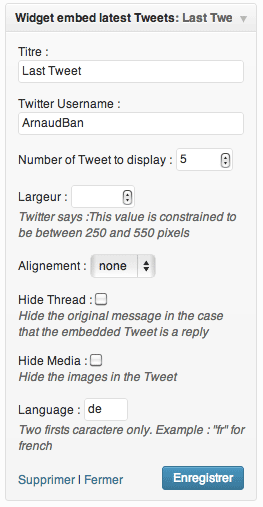 Widget embed latest Tweets: Last Twe
Titre :
Last Tweet
Twitter Username :
ArnaudBan
Number of Tweet to display : 5
Largeur :
Twitter says :This value is constrained to
be between 250 and 550 pixels
Alignement : none
Hide Thread :
Hide the original message in the case
that the embedded Tweet is a reply
Hide Media :
Hide the images in the Tweet
Language : de
Two firsts caractere only. Example : "fr" for
french
Supprimer | Fermer Enregistrer